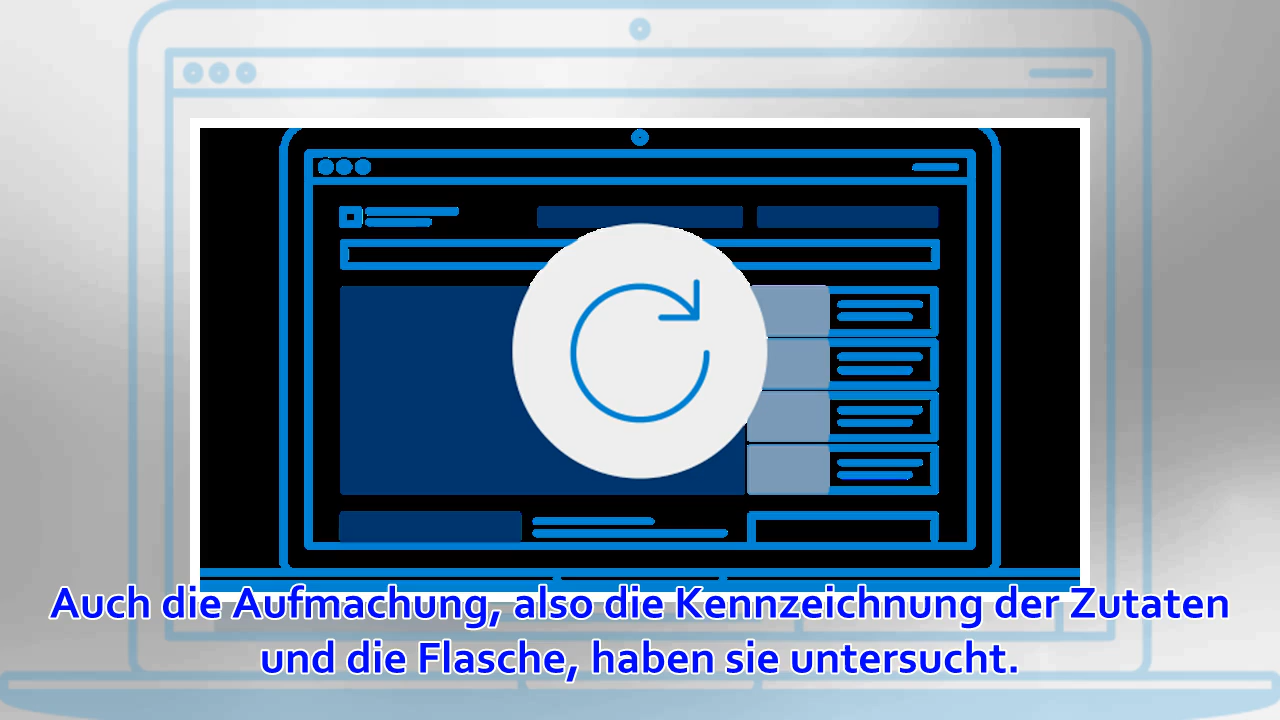 Auch die Aufmachung, also die Kennzeichnung der Zutaten
und die Flasche, haben sie untersucht.